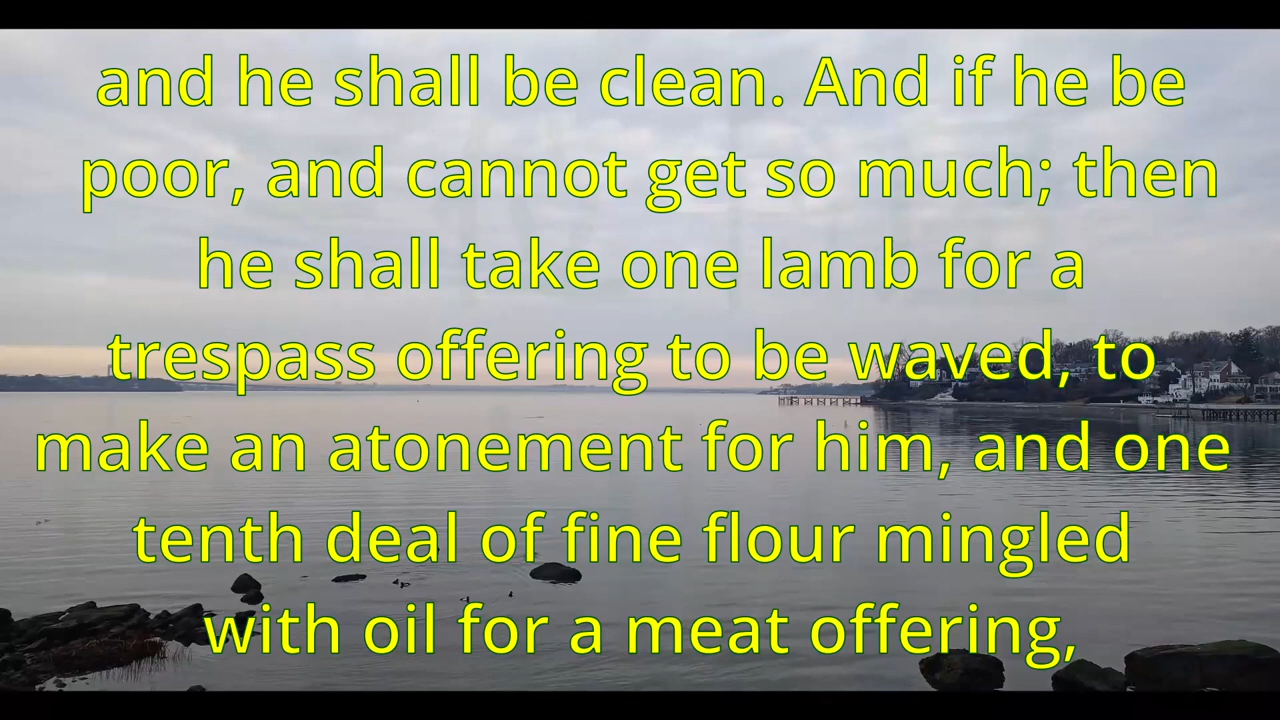 and he shall be clean. And if he be
poor, and cannot get so much; then
he shall take one lamb for a
trespass offering to be waved, to
make an atonement for him, and one
tenth deal of fine flour mingled
with oil for a meat offering,